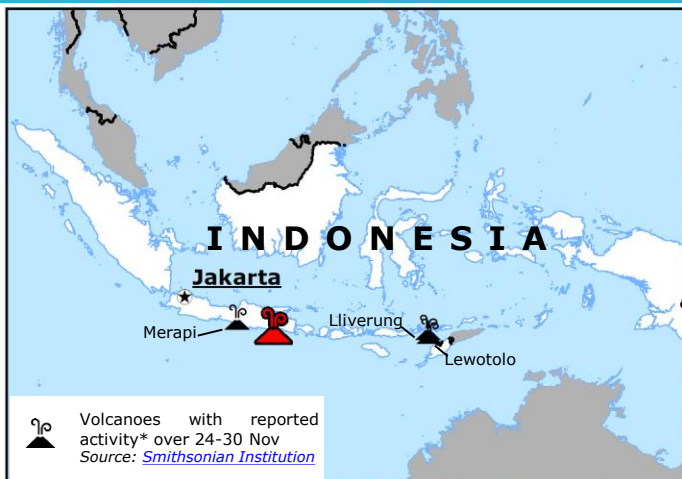 INDONESIA
Jakarta
Merapi
Lliverung
Lewotolo
Volcanoes with reported
activity* over 24-30 Nov
Source: Smithsonian Institution